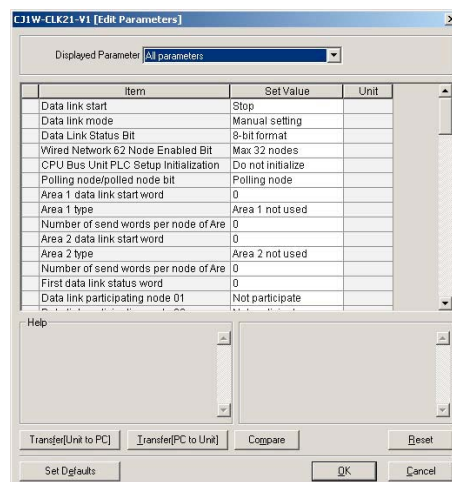 CJ1W-CLK21-V1 [Edit Parameters]
Displayed Parameter All parameters
Item Set Value Unit
Data link start Stop
Data link mode Manual setting
Data Link Status Bit 8-bit format
Wired Network 62 Node Enabled Bit Max 32 nodes
CPU Bus Unit PLC Setup Initialization Do not initialize
Polling node/polled node bit Polling node
Area 1 data link start word 0
Area 1 type Area 1 not used
Number of send words per node of Are 0
Area 2 data link start word 0
Area 2 type Area 2 not used
Number of send words per node of Are 0
First data link status word 0
Data link participating node 01 Not participate
Help
Transfer[Unit to PC] Transfer[PC to Unit] Compare Reset
Set Defaults OK Cancel